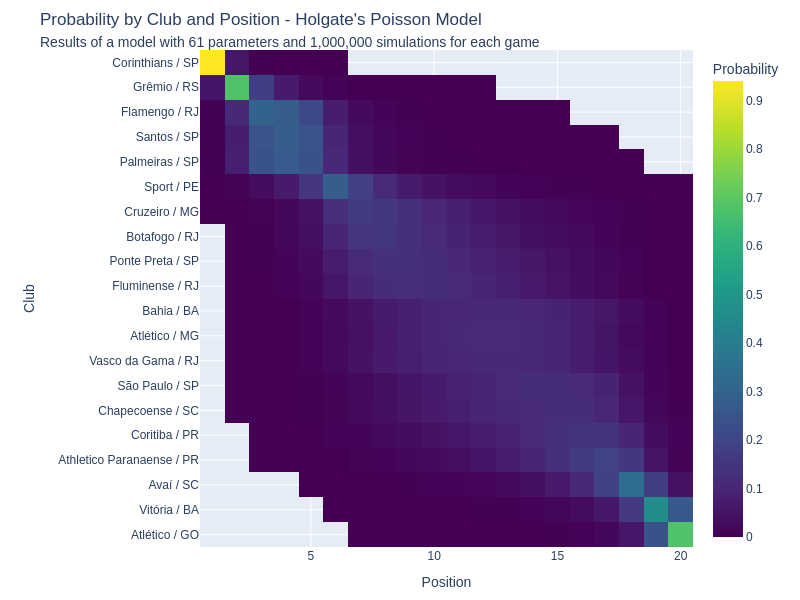 Probability by Club and Position - Holgate's Poisson Model
Results of a model with 61 parameters and 1,000,000 simulations for each game
Probability
Club
Corinthians / SP
Grêmio / RS
Flamengo / RJ
Santos / SP
Palmeiras / SP
Sport / PE
Cruzeiro / MG
Botafogo / RJ
Ponte Preta / SP
Fluminense / RJ
Bahia / BA
Atlético / MG
Vasco da Gama / RJ
São Paulo / SP
Chapecoense / SC
Coritiba / PR
Athletico Paranaense / PR
Avaí / SC
Vitória / BA
Atlético / GO
5 10 15 20
Position
0.9
0.8
0.7
0.6
0.5
0.4
0.3
0.2
0.1
0